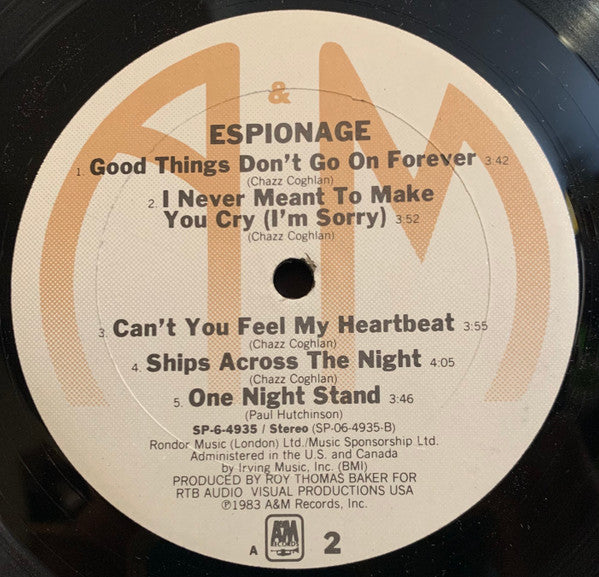 &
ESPIONAGE
1. Good Things Don't Go On Forever 3:42
(Chazz Coghlan)
2. I Never Meant To Make
You Cry (I'm Sorry) 3:52
(Chazz Coghlan)
3. Can't You Feel My Heartbeat 3:55
(Chazz Coghlan)
4. Ships Across The Night 4:05
(Chazz Coghlan)
5. One Night Stand 3:46
(Paul Hutchinson)
SP-6-4935 / Stereo (SP-06-4935-B)
Rondor Music (London) Ltd./Music Sponsorship Ltd.
Administered in the U.S. and Canada
by Irving Music, Inc. (BMI)
PRODUCED BY ROY THOMAS BAKER FOR
RTB AUDIO VISUAL PRODUCTIONS USA
℗1983 A&M Records, Inc.
A&M
RECORDS
A 2